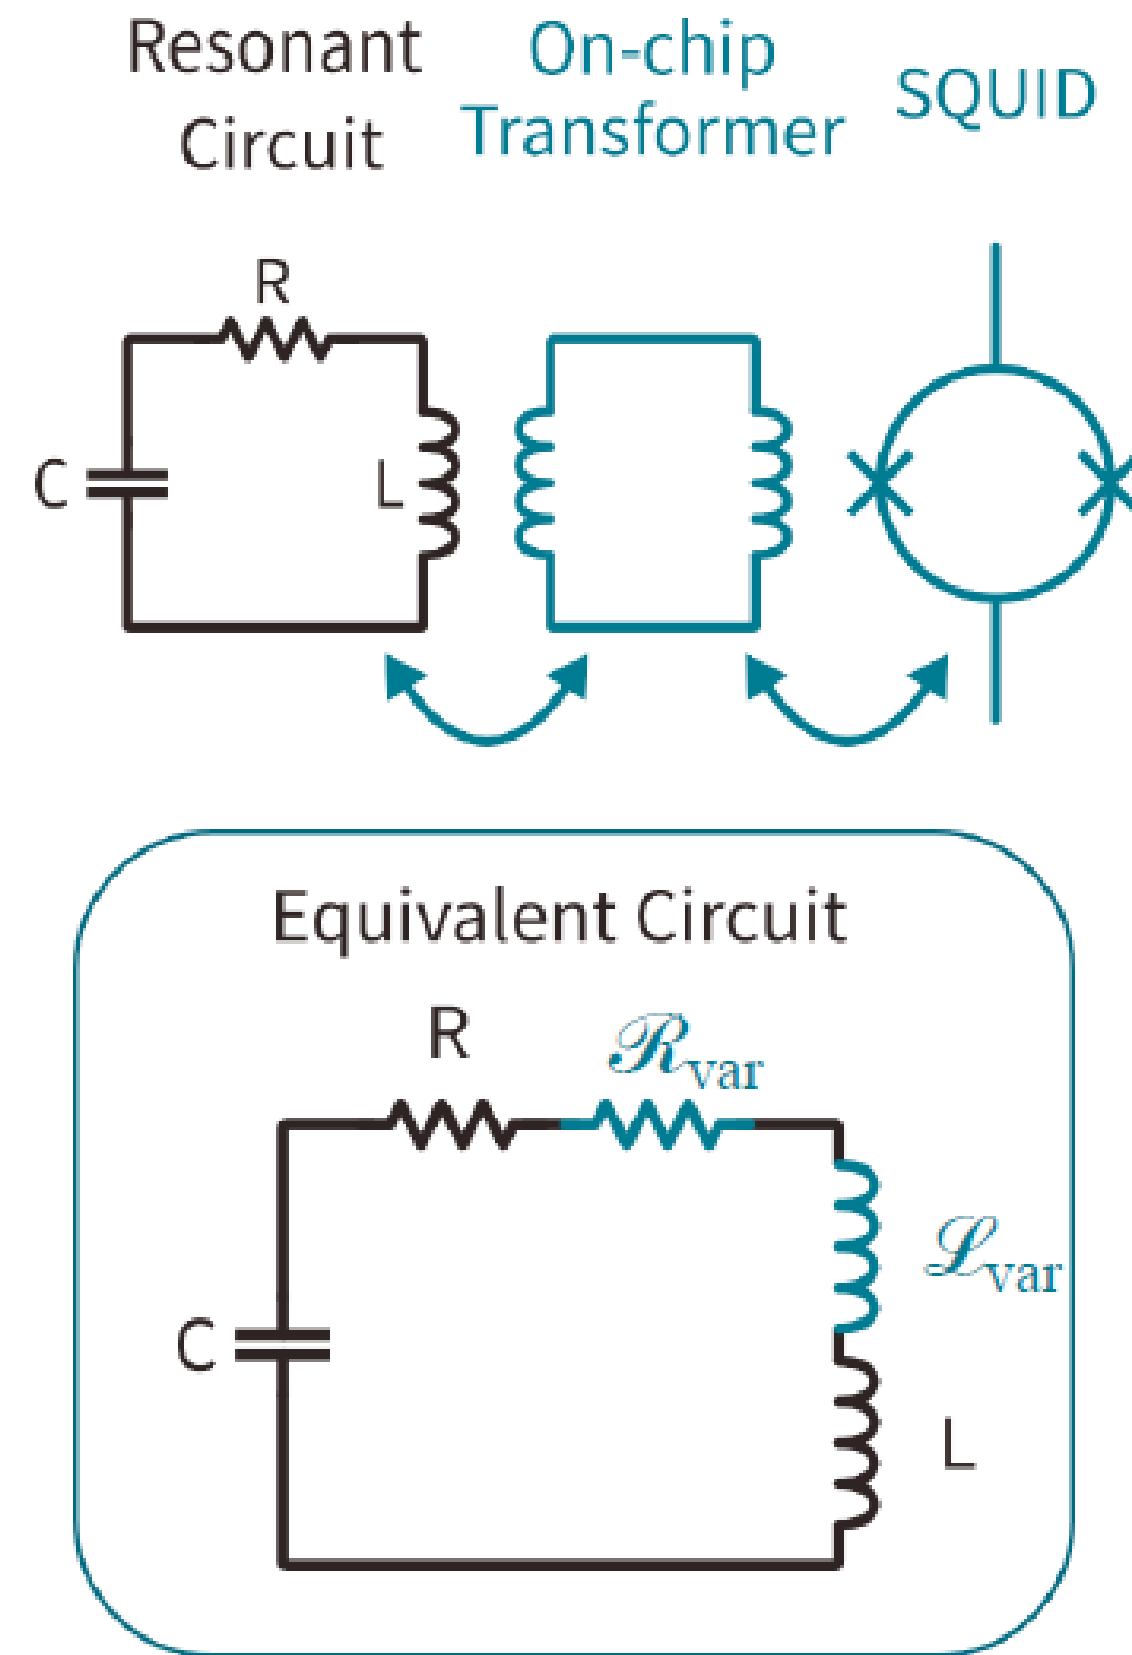 Resonant
Circuit
On-chip
Transformer
SQUID
R
C
L
Equivalent Circuit
R
ℛvar
ℒvar
C
L